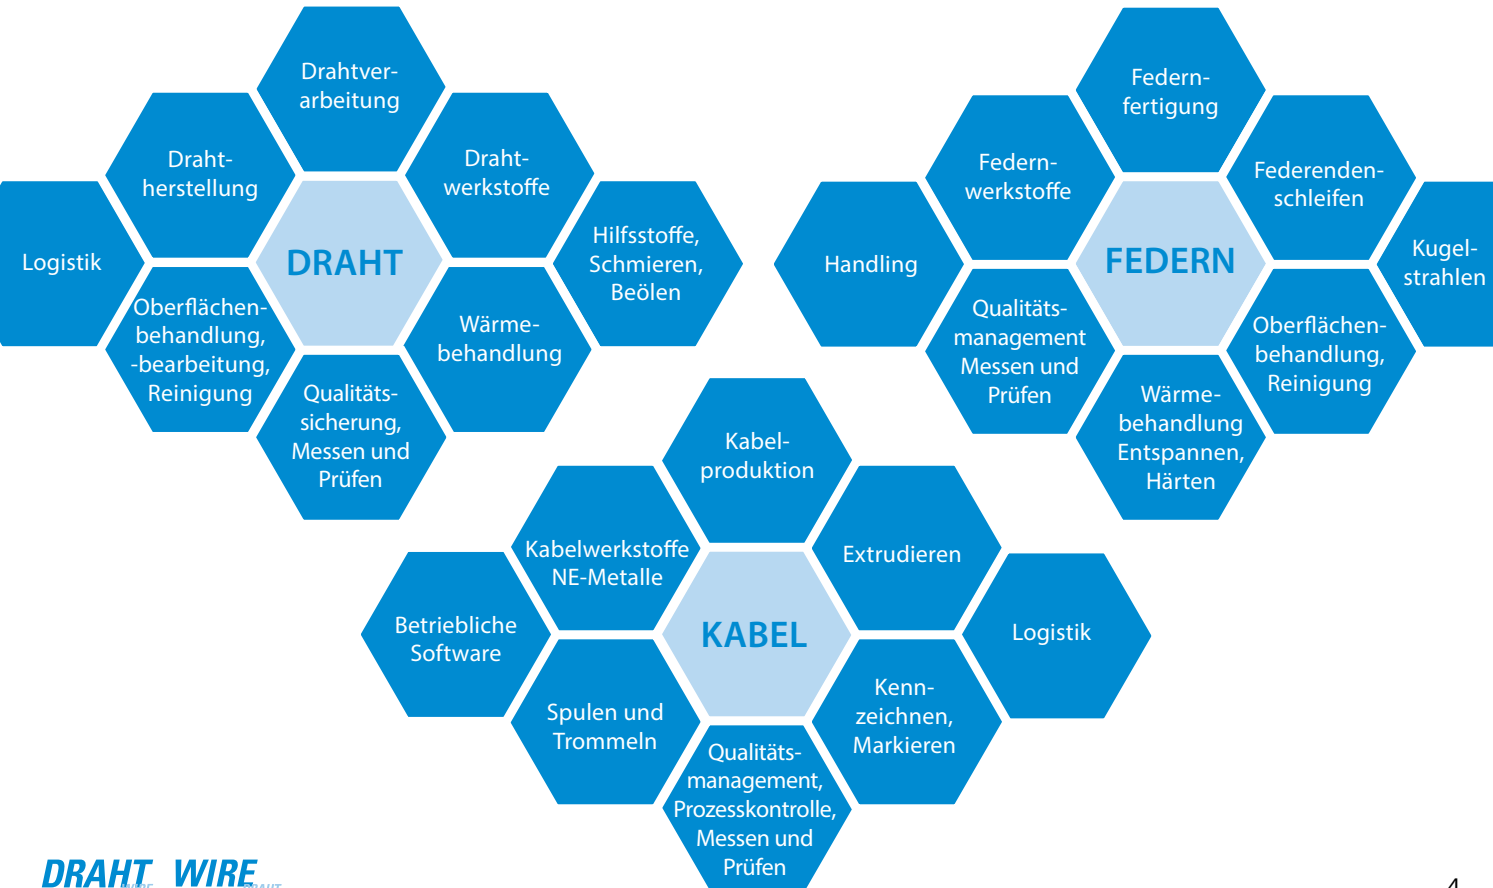 Drahtver-
arbeitung
Draht-
herstellung
Draht-
werkstoffe
Logistik
DRAHT
Hilfsstoffe,
Schmieren,
Beölen
Oberflächen-
behandlung,
-bearbeitung,
Reinigung
Wärme-
behandlung
Qualitäts-
sicherung,
Messen und
Prüfen
Federn-
fertigung
Federn-
werkstoffe
Federenden-
schleifen
Handling
FEDERN
Kugel-
strahlen
Qualitäts-
management
Messen und
Prüfen
Oberflächen-
behandlung,
Reinigung
Wärme-
behandlung
Entspannen,
Härten
Kabel-
produktion
Kabelwerkstoffe
NE-Metalle
Extrudieren
Betriebliche
Software
KABEL
Logistik
Spulen und
Trommeln
Kenn-
zeichnen,
Markieren
Qualitäts-
management,
Prozesskontrolle,
Messen und
Prüfen
DRAHT WIRE
WIRE DRAHT
4